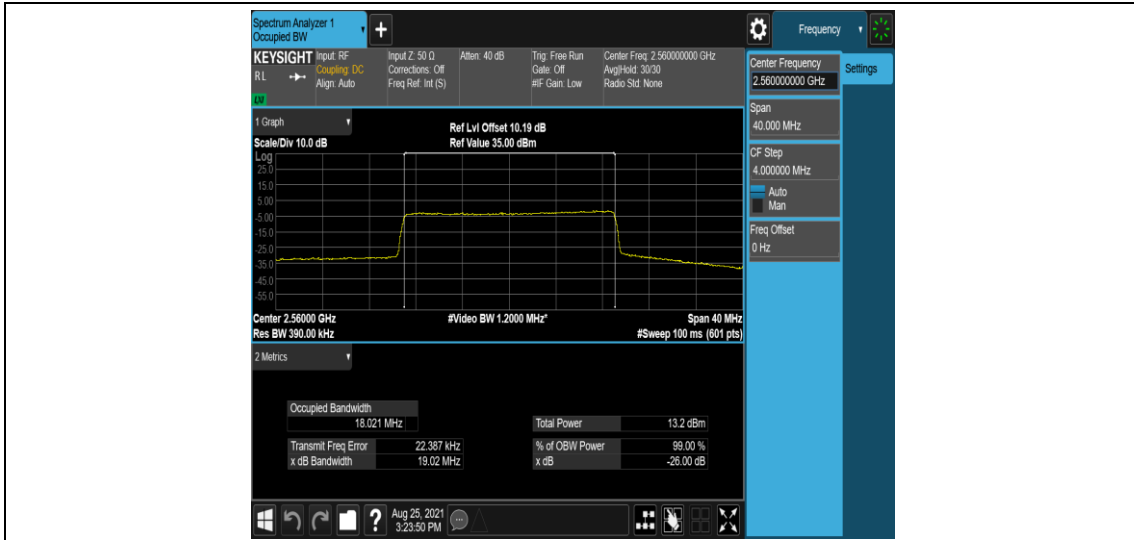 Spectrum Analyzer 1
Occupied BW
+
Frequency
KEYSIGHT
RL
Input: RF
Coupling: DC
Align: Auto
Input Z: 50 Ω
Corrections: Off
Freq Ref: Int (S)
Atten: 40 dB
Trig: Free Run
Gate: Off
#IF Gain: Low
Center Freq: 2.560000000 GHz
Avg|Hold: 30/30
Radio Std: None
Center Frequency
2.560000000 GHz
Settings
Span
40.000 MHz
CF Step
4.000000 MHz
Auto
Man
Freq Offset
0 Hz
1 Graph
Scale/Div 10.0 dB
Ref Lvl Offset 10.19 dB
Ref Value 35.00 dBm
Log
25.0
15.0
5.00
-5.00
-15.0
-25.0
-35.0
-45.0
-55.0
Center 2.56000 GHz
#Video BW 1.2000 MHz*
Span 40 MHz
Res BW 390.00 kHz
#Sweep 100 ms (601 pts)
2 Metrics
Occupied Bandwidth
18.021 MHz
Total Power 13.2 dBm
Transmit Freq Error 22.387 kHz
% of OBW Power 99.00 %
x dB Bandwidth 19.02 MHz
x dB -26.00 dB
?
Aug 25, 2021
3:23:50 PM